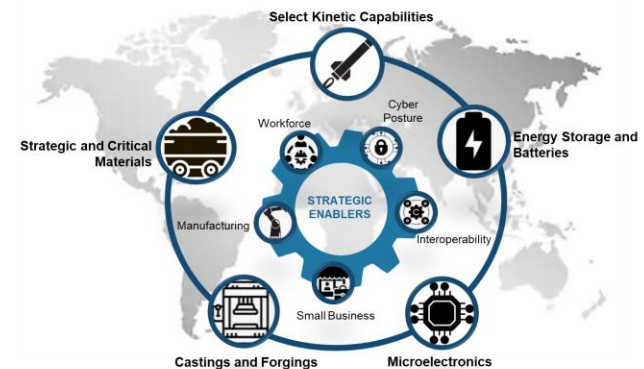 Select Kinetic Capabilities
Cyber
Posture
Workforce
Strategic and Critical
Materials
Energy Storage and
Batteries
STRATEGIC
ENABLERS
Manufacturing
Interoperability
Small Business
Castings and Forgings
Microelectronics